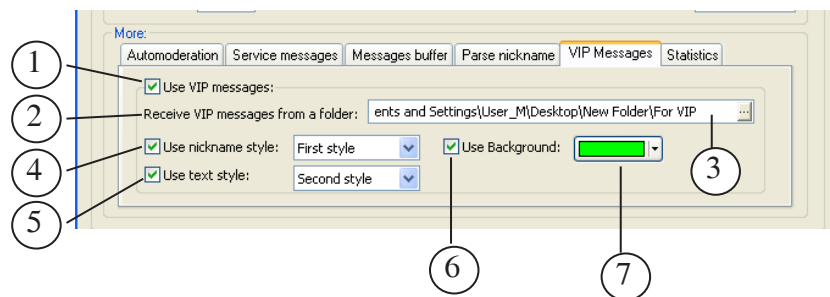 More:
Automoderation Service messages Messages buffer Parse nickname VIP Messages Statistics
1 Use VIP messages:
2 Receive VIP messages from a folder: ents and Settings\User_M\Desktop\New Folder\For VIP ...
4 Use nickname style: First style Use Background: 3
5 Use text style: Second style
6 7